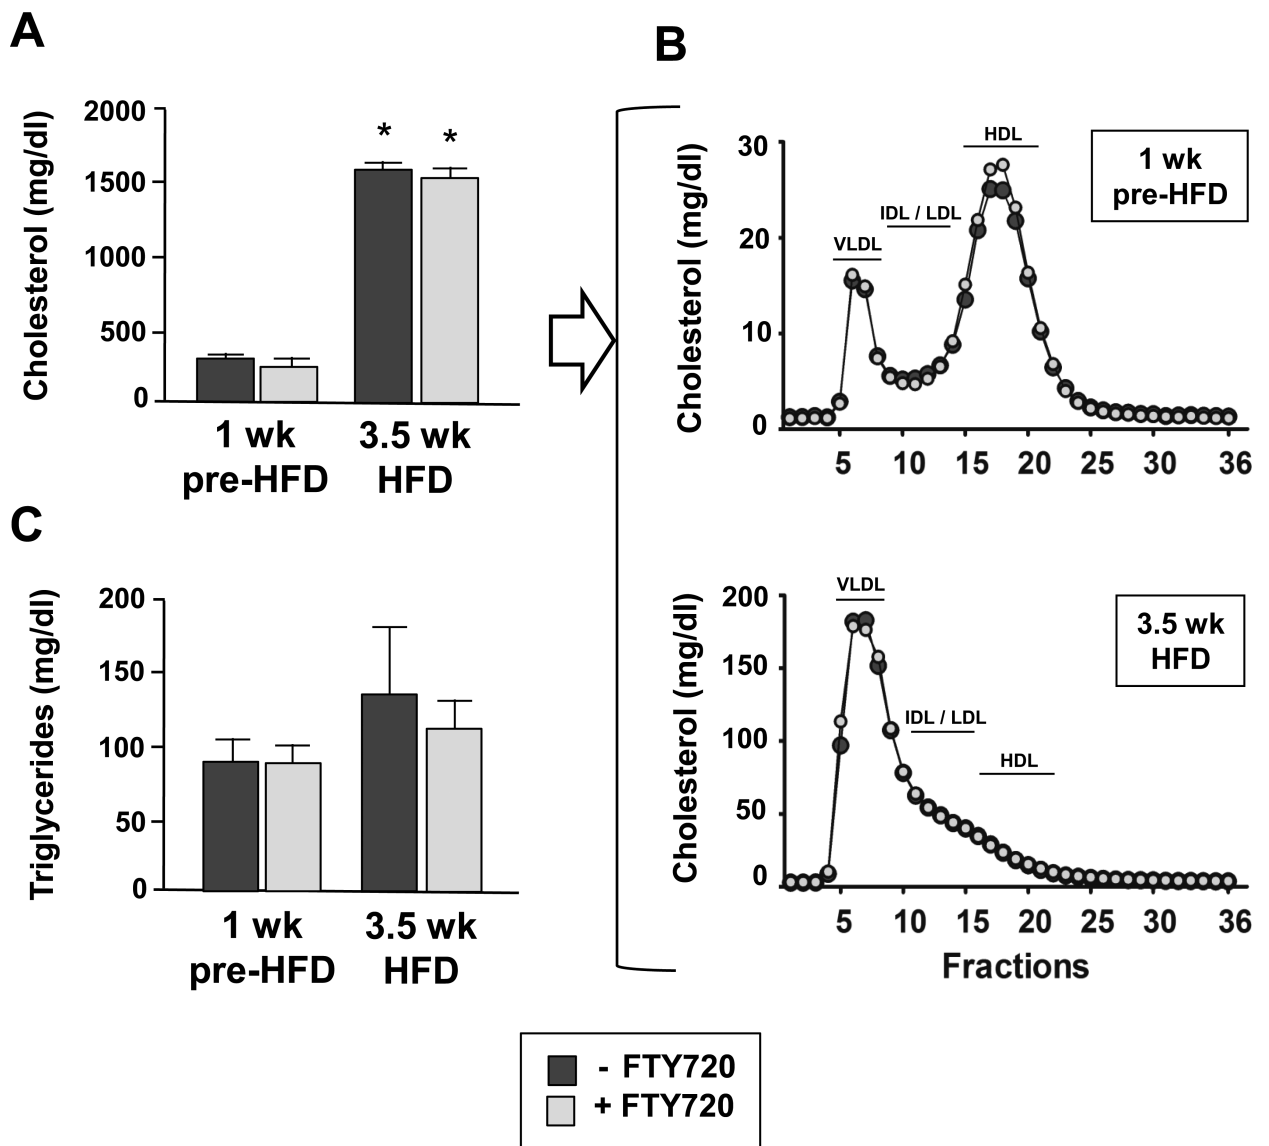 A
Cholesterol (mg/dl)
2000
1500
1000
500
0
* *
1 wk
pre-HFD
3.5 wk
HFD
B
Cholesterol (mg/dl)
30
20
10
0
VLDL
IDL / LDL
HDL
1 wk
pre-HFD
5 10 15 20 25 30 36
C
Triglycerides (mg/dl)
200
150
100
50
0
1 wk
pre-HFD
3.5 wk
HFD
Cholesterol (mg/dl)
200
150
100
50
0
VLDL
IDL / LDL
HDL
3.5 wk
HFD
5 10 15 20 25 30 36
Fractions
- FTY720
+ FTY720